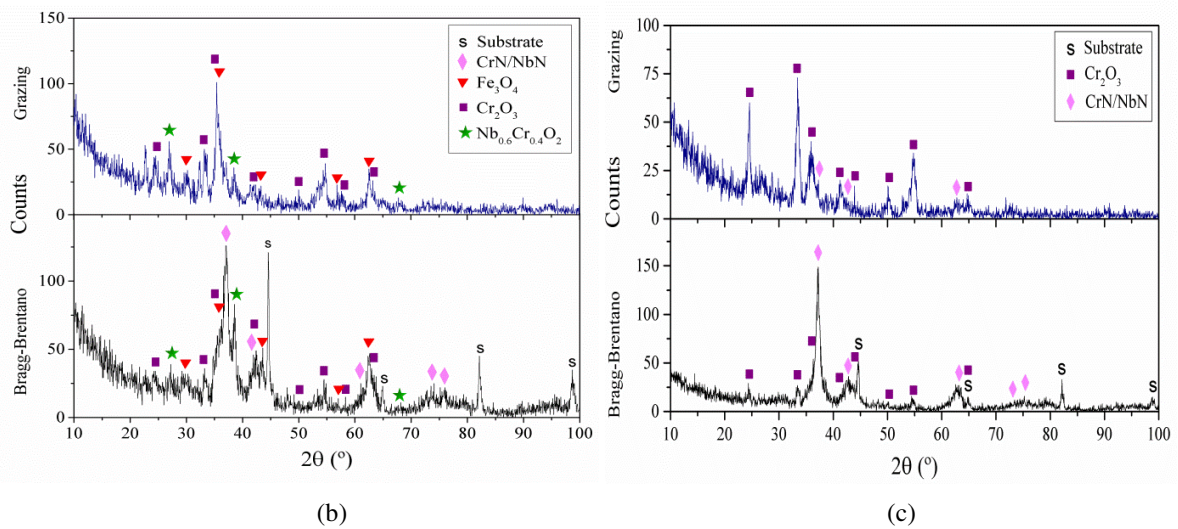 150
100
50
0
Grazing
S Substrate
CrN/NbN
Fe3O4
Cr2O3
Nb0.6Cr0.4O2
Counts
S
S
S
S
100
50
0
Bragg-Brentano
10 20 30 40 50 60 70 80 90 100
2θ (º)
(b)
100
75
50
25
0
Grazing
S Substrate
Cr2O3
CrN/NbN
Counts
S
S
S
S
150
100
50
0
Bragg-Brentano
10 20 30 40 50 60 70 80 90 100
2θ (º)
(c)